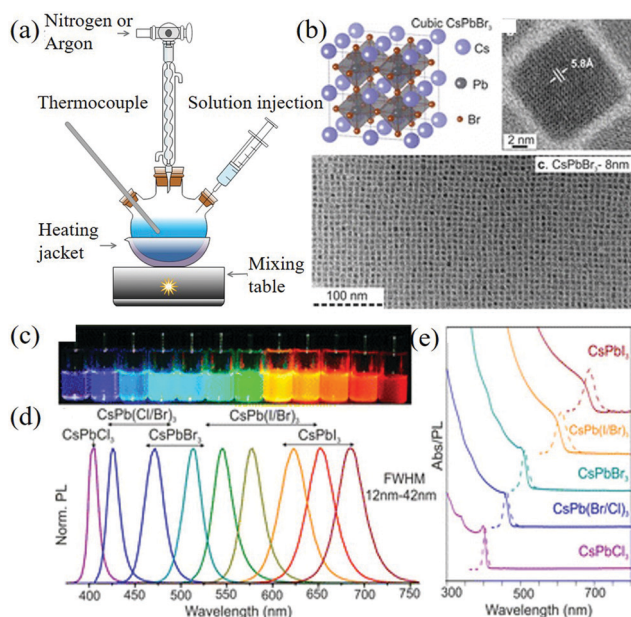 (a)
Nitrogen or
Argon
Thermocouple
Solution injection
Heating
jacket
Mixing
table
(b)
Cubic CsPbBr₃
Cs
Pb
Br
5.8Å
2 nm
c. CsPbBr₃- 8nm
100 nm
(c)
(d)
CsPb(Cl/Br)₃
CsPb(I/Br)₃
CsPbCl₃
CsPbBr₃
CsPbI₃
FWHM
12nm-42nm
Norm. PL
400 450 500 550 600 650 700 750
Wavelength (nm)
(e)
CsPbI₃
CsPb(I/Br)₃
CsPbBr₃
CsPb(Br/Cl)₃
CsPbCl₃
Abs/PL
300 500 700
Wavelength (nm)